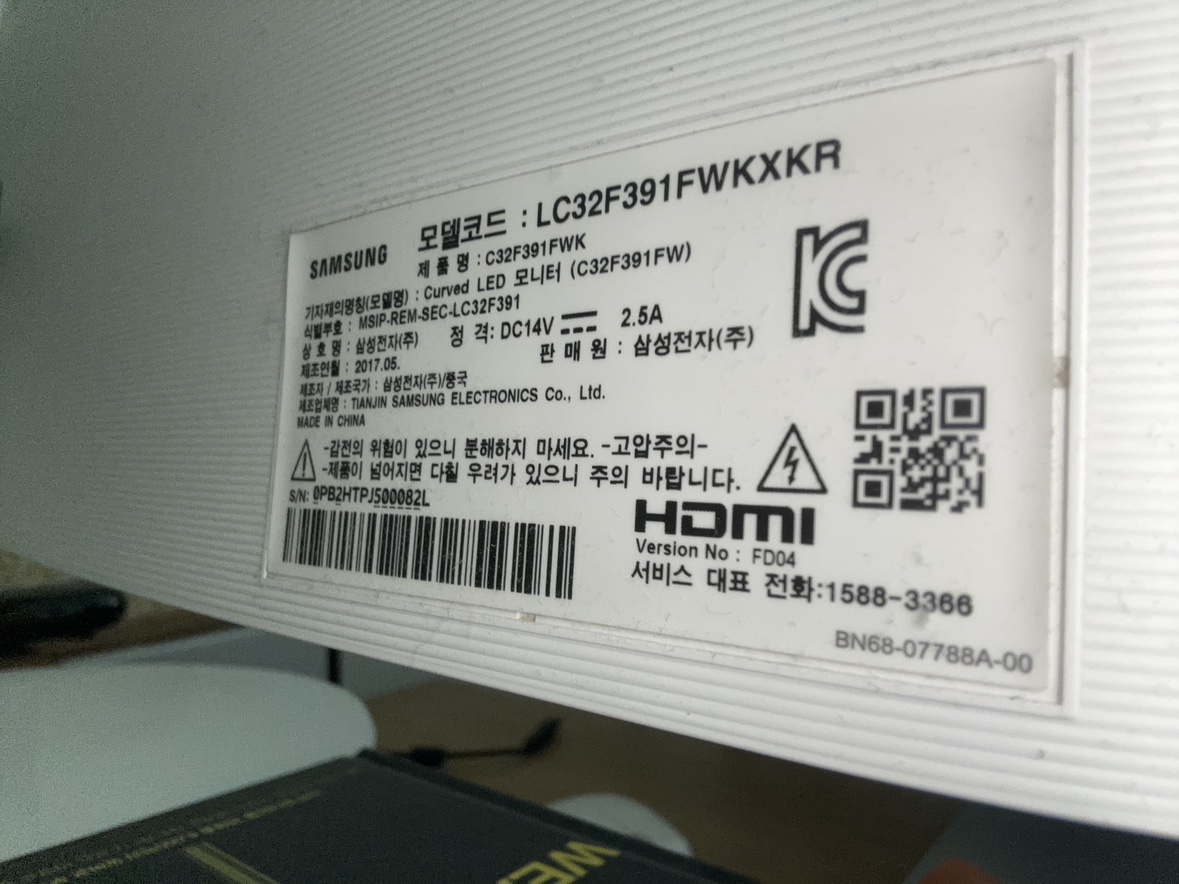 SAMSUNG
모델코드 : LC32F391FWKXKR
제 품 명 : C32F391FWK
기자재의명칭(모델명) : Curved LED 모니터 (C32F391FW)
식별부호 : MSIP-REM-SEC-LC32F391
상 호 명 : 삼성전자(주) 정 격: DC14V 2.5A
제조연월 : 2017.05. 판 매 원 : 삼성전자(주)
제조자 / 제조국가 : 삼성전자(주)/중국
제조업체명 : TIANJIN SAMSUNG ELECTRONICS Co., Ltd.
MADE IN CHINA
-감전의 위험이 있으니 분해하지 마세요. -고압주의-
-제품이 넘어지면 다칠 우려가 있으니 주의 바랍니다.
S/N: 0PB2HTPJ500082L
HDMI
Version No : FD04
서비스 대표 전화:1588-3366
BN68-07788A-00